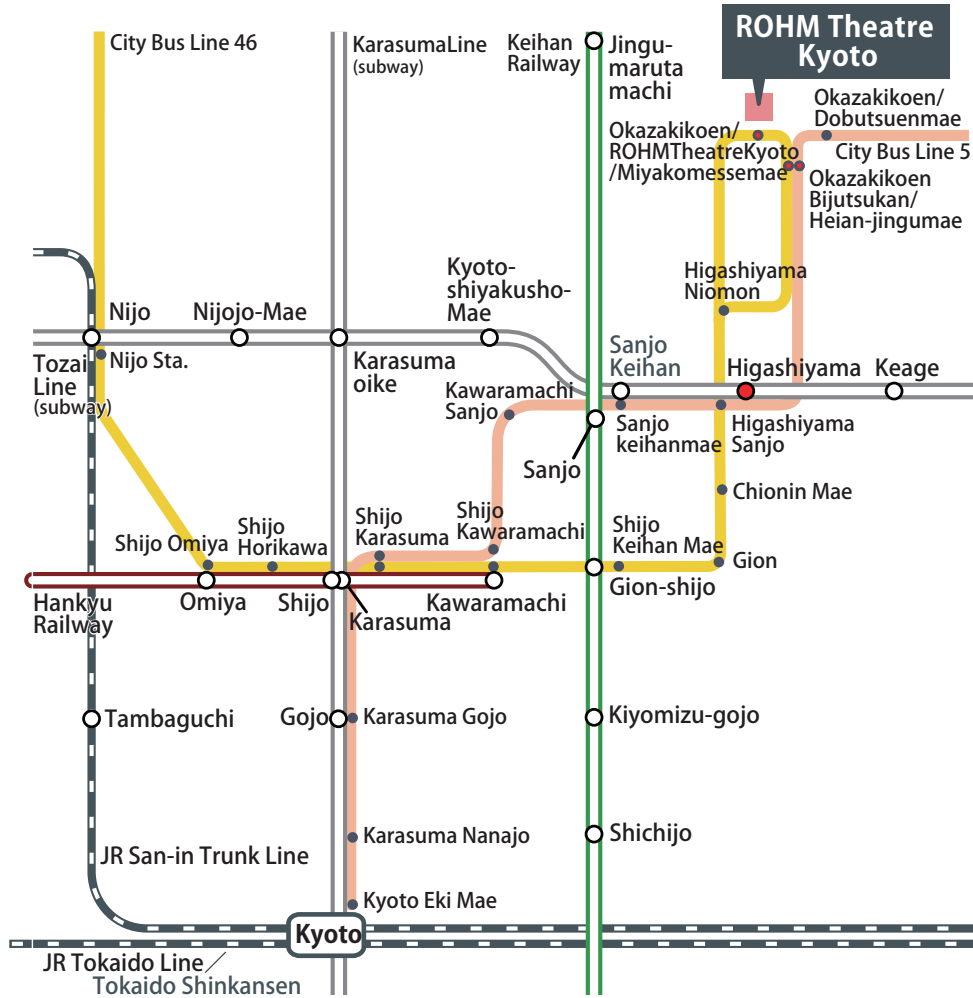 City Bus Line 46
KarasumaLine
(subway)
Keihan
Railway
Jingu-
maruta
machi
ROHM Theatre
Kyoto
Okazakikoen/
Dobutsuenmae
Okazakikoen/
ROHMTheatreKyoto
/Miyakomessemae
City Bus Line 5
Okazakikoen
Bijutsukan/
Heian-jingumae
Higashiyama
Niomon
Nijo
Nijojo-Mae
Kyoto-
shiyakusho-
Mae
Tozai
Line
(subway)
Nijo Sta.
Karasuma
oike
Sanjo
Keihan
Higashiyama
Keage
Kawaramachi
Sanjo
Sanjo
Sanjo
keihanmae
Higashiyama
Sanjo
Chionin Mae
Shijo Omiya
Shijo
Horikawa
Shijo
Karasuma
Shijo
Kawaramachi
Shijo
Keihan Mae
Gion
Hankyu
Railway
Omiya
Shijo
Karasuma
Kawaramachi
Gion-shijo
Tambaguchi
Gojo
Karasuma Gojo
Kiyomizu-gojo
Karasuma Nanajo
Shichijo
JR San-in Trunk Line
Kyoto Eki Mae
Kyoto
JR Tokaido Line/
Tokaido Shinkansen